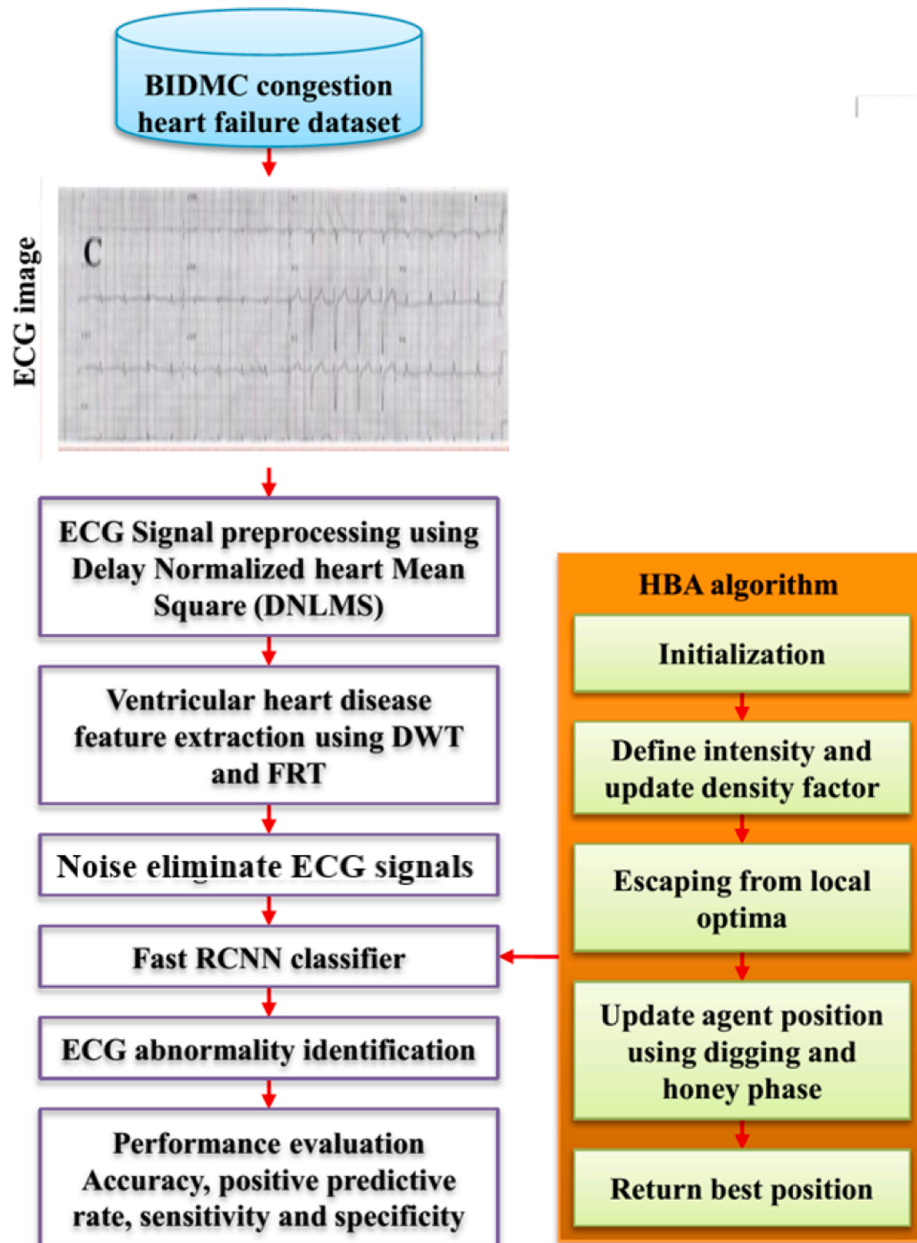 BIDMC congestion
heart failure dataset
ECG image
C
ECG Signal preprocessing using
Delay Normalized heart Mean
Square (DNLMS)
Ventricular heart disease
feature extraction using DWT
and FRT
Noise eliminate ECG signals
Fast RCNN classifier
ECG abnormality identification
Performance evaluation
Accuracy, positive predictive
rate, sensitivity and specificity
HBA algorithm
Initialization
Define intensity and
update density factor
Escaping from local
optima
Update agent position
using digging and
honey phase
Return best position